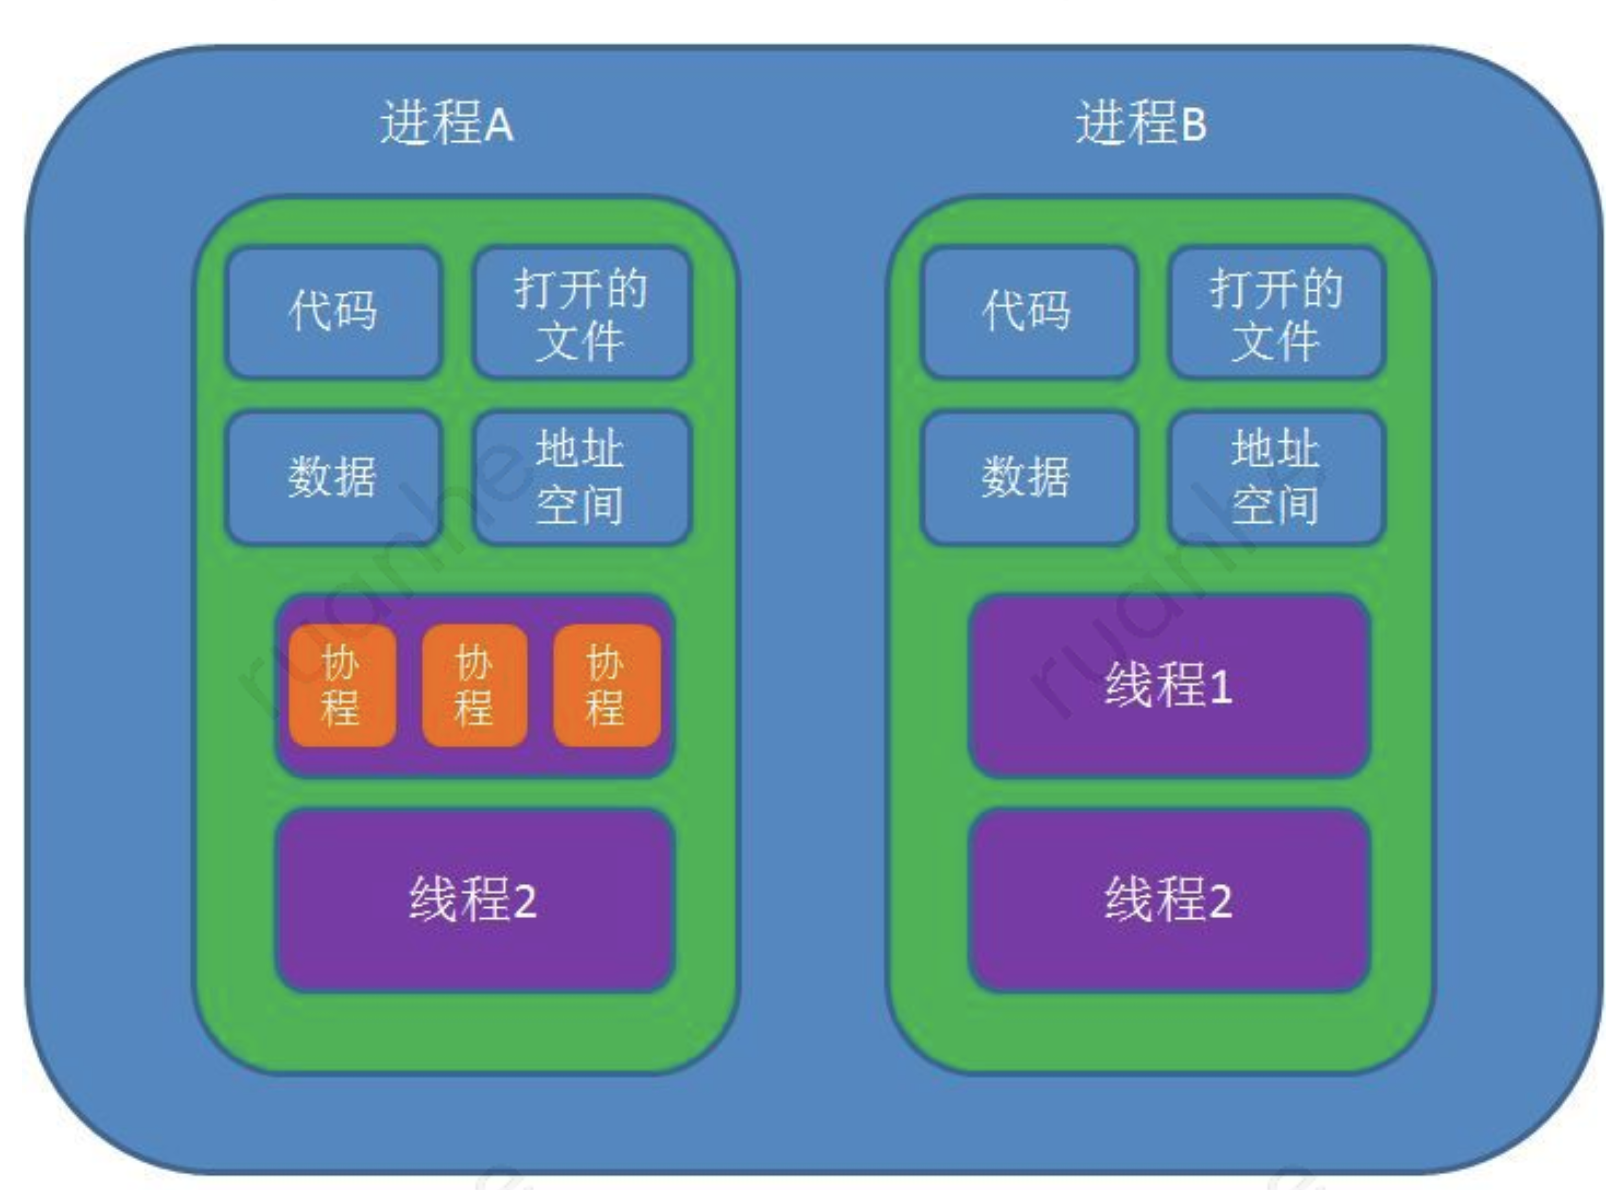 进程A
进程B
代码
打开的
文件
数据
地址
空间
协
程
协
程
协
程
线程2
代码
打开的
文件
数据
地址
空间
线程1
线程2
ruanhe
ruanhe